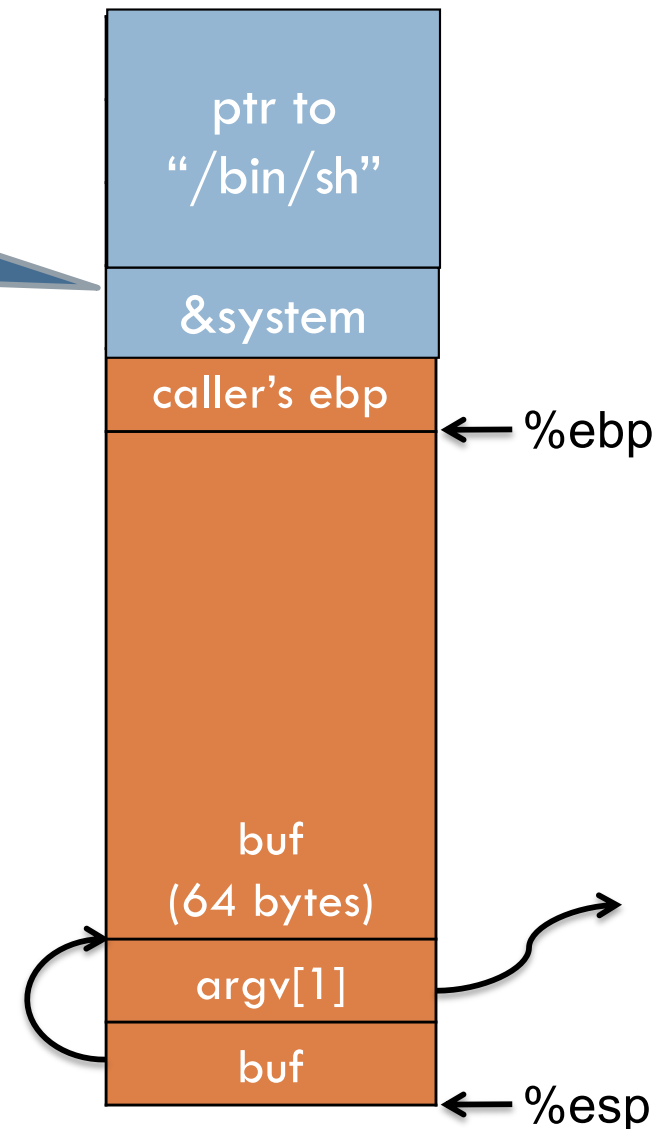 ptr to
“/bin/sh”
&system
caller’s ebp
%ebp
buf
(64 bytes)
argv[1]
buf
%esp